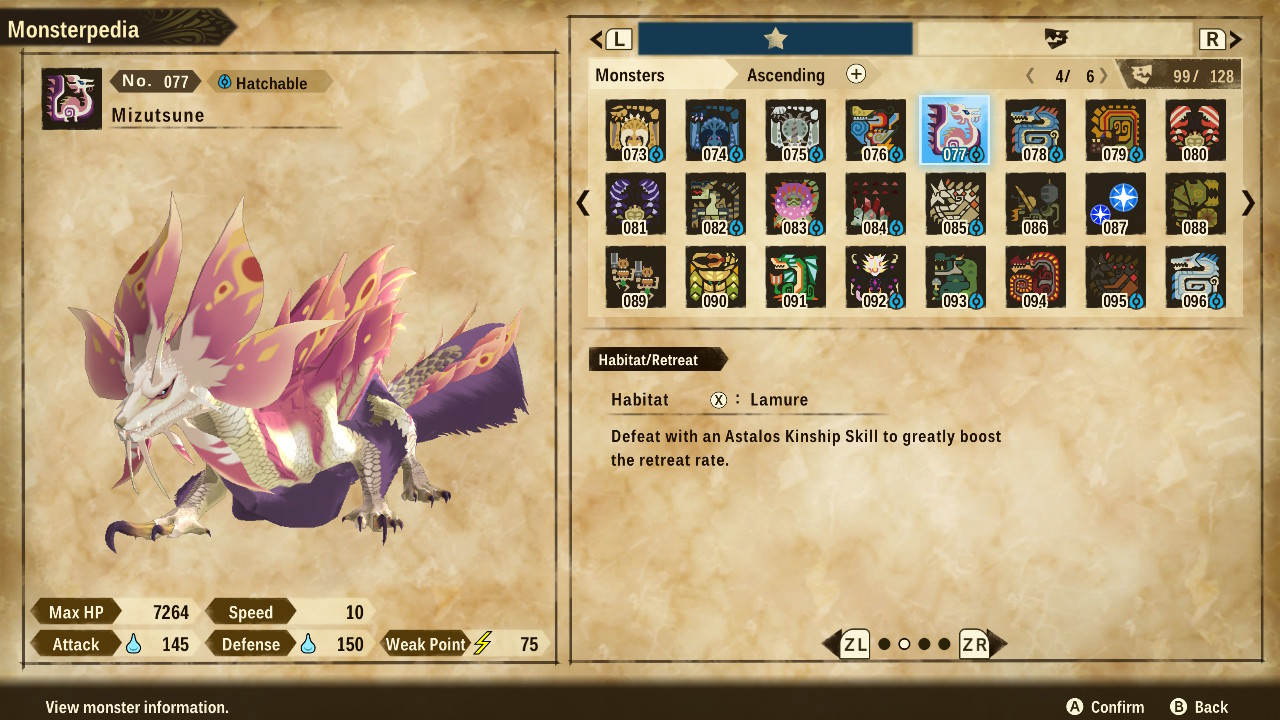 Monsterpedia
No. 077
Hatchable
Mizutsune
Max HP 7264
Speed 10
Attack 145
Defense 150
Weak Point 75
L
R
Monsters
Ascending
4/ 6
99/ 128
073 074 075 076 077 078 079 080
081 082 083 084 085 086 087 088
089 090 091 092 093 094 095 096
Habitat/Retreat
Habitat X : Lamure
Defeat with an Astalos Kinship Skill to greatly boost
the retreat rate.
ZL ZR
View monster information.
A Confirm B Back